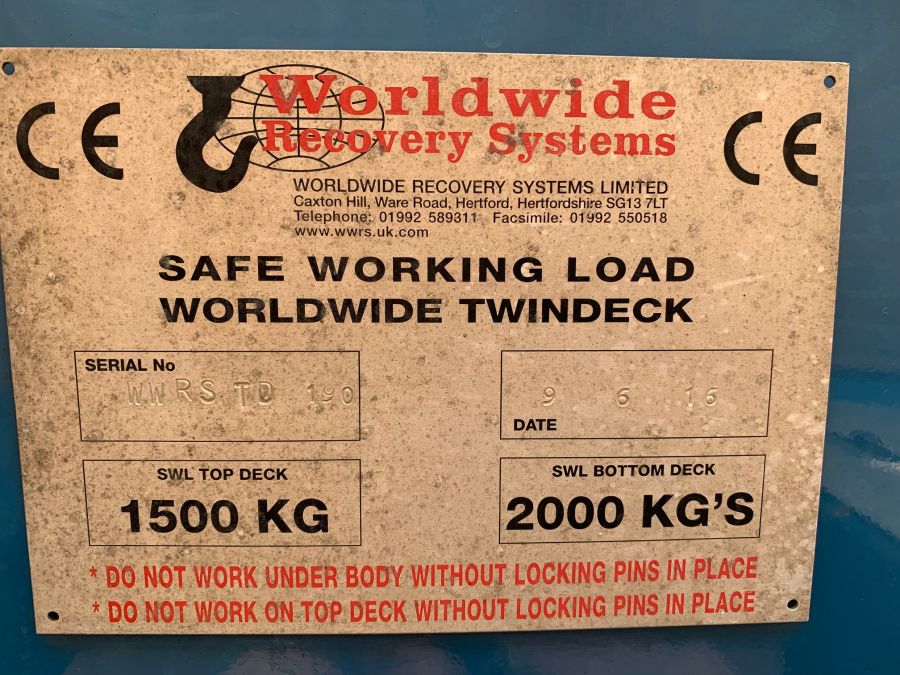 CE
Worldwide
Recovery Systems
CE
WORLDWIDE RECOVERY SYSTEMS LIMITED
Caxton Hill, Ware Road, Hertford, Hertfordshire SG13 7LT
Telephone: 01992 589311 Facsimile: 01992 550518
www.wwrs.uk.com
SAFE WORKING LOAD
WORLDWIDE TWINDECK
SERIAL No
WWRS TD 190
9 6 16
DATE
SWL TOP DECK
1500 KG
SWL BOTTOM DECK
2000 KG'S
* DO NOT WORK UNDER BODY WITHOUT LOCKING PINS IN PLACE
* DO NOT WORK ON TOP DECK WITHOUT LOCKING PINS IN PLACE